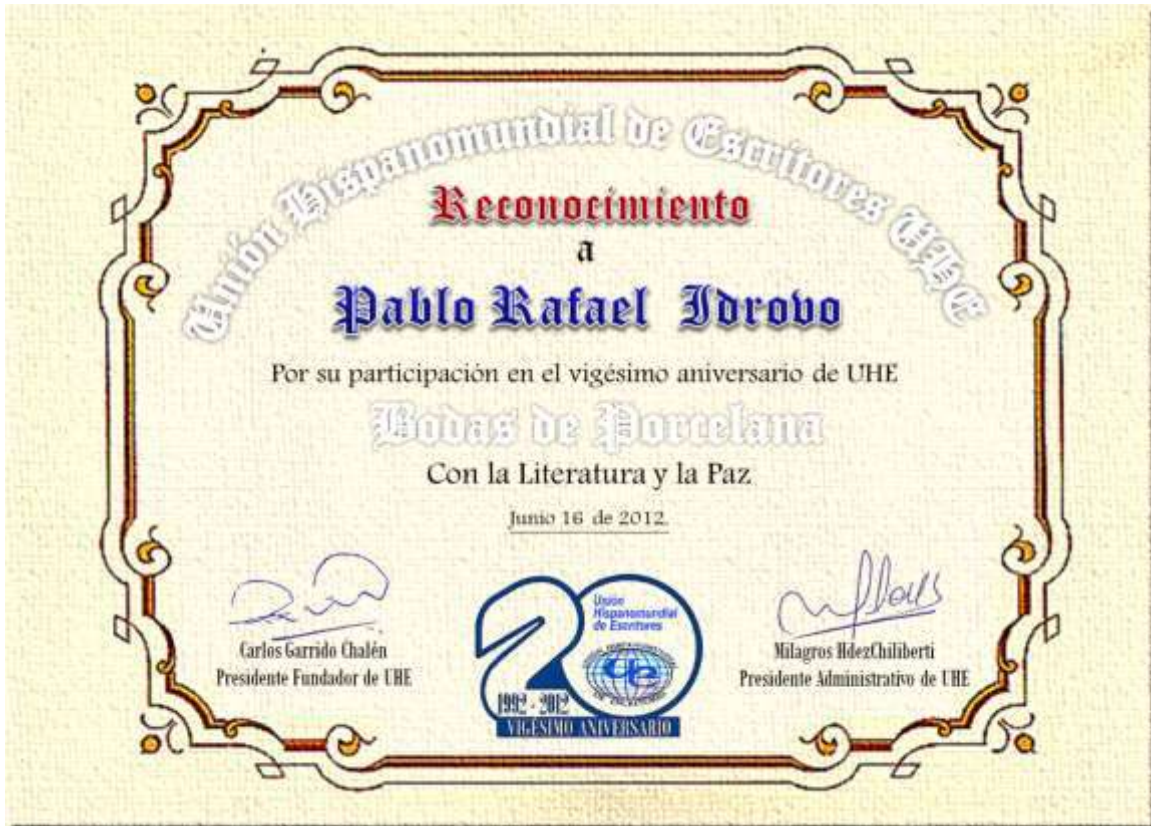 Unión Hispanomundial de Escritores UHE
Reconocimiento
a
Pablo Rafael Idrovo
Por su participación en el vigésimo aniversario de UHE
Bodas de Porcelana
Con la Literatura y la Paz
Junio 16 de 2012.
Carlos Garrido Chalén
Presidente Fundador de UHE
20
Unión
Hispanomundial
de Escritores
1992 - 2012
VIGÉSIMO ANIVERSARIO
Milagros HdezChiliberti
Presidente Administrativo de UHE